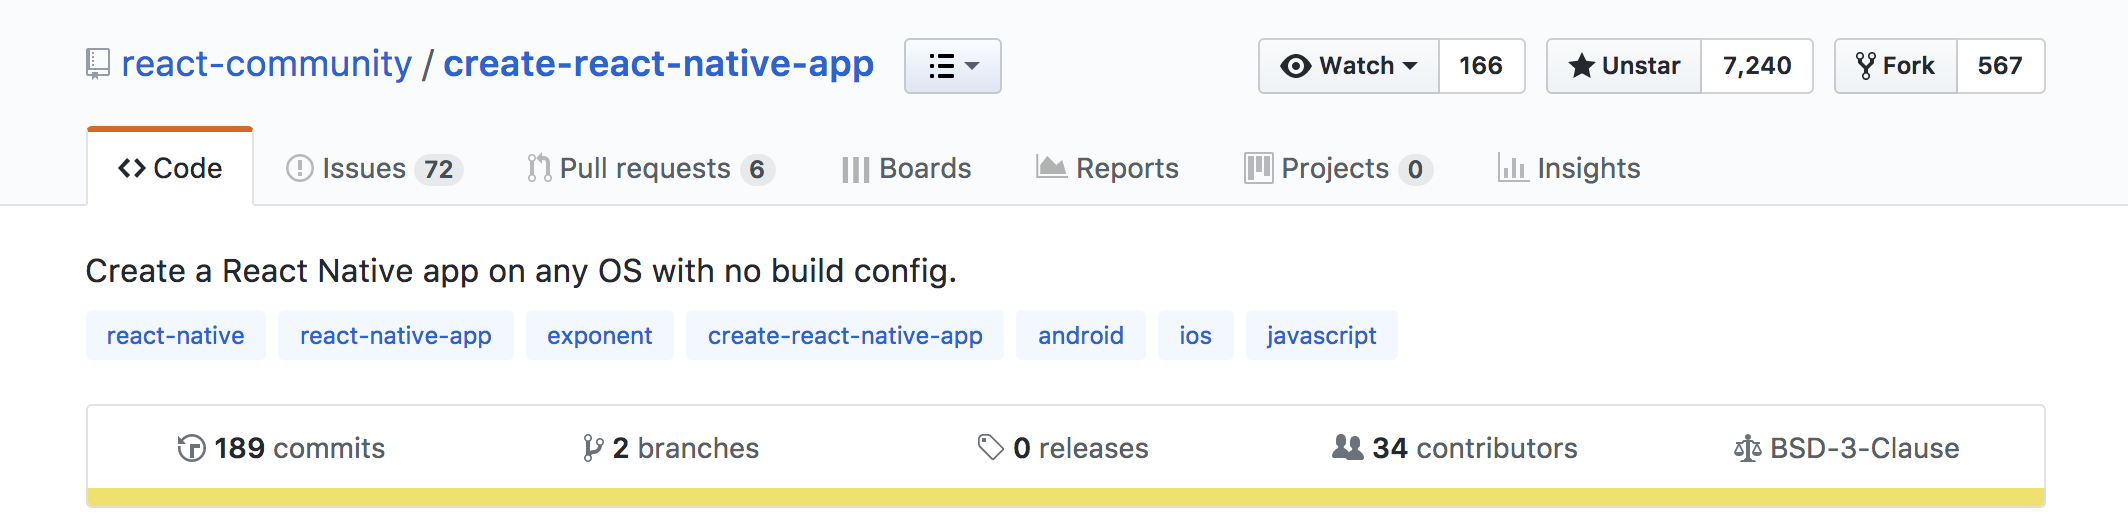 react-community / create-react-native-app Watch 166 Unstar 7,240 Fork 567
Code Issues 72 Pull requests 6 Boards Reports Projects 0 Insights
Create a React Native app on any OS with no build config.
react-native react-native-app exponent create-react-native-app android ios javascript
189 commits 2 branches 0 releases 34 contributors BSD-3-Clause